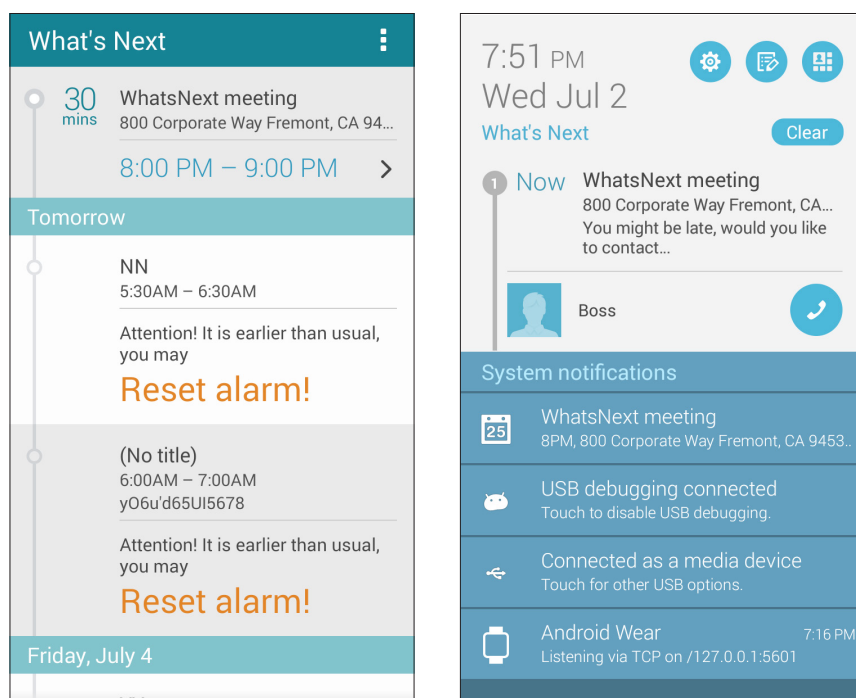 What's Next
30
mins
WhatsNext meeting
800 Corporate Way Fremont, CA 94...
8:00 PM – 9:00 PM
Tomorrow
NN
5:30AM – 6:30AM
Attention! It is earlier than usual,
you may
Reset alarm!
(No title)
6:00AM – 7:00AM
yO6u'd65UI5678
Attention! It is earlier than usual,
you may
Reset alarm!
Friday, July 4
7:51 PM
Wed Jul 2
What's Next
Clear
1
Now
WhatsNext meeting
800 Corporate Way Fremont, CA...
You might be late, would you like
to contact...
Boss
System notifications
25
WhatsNext meeting
8PM, 800 Corporate Way Fremont, CA 9453..
USB debugging connected
Touch to disable USB debugging.
Connected as a media device
Touch for other USB options.
Android Wear
7:16 PM
Listening via TCP on /127.0.0.1:5601